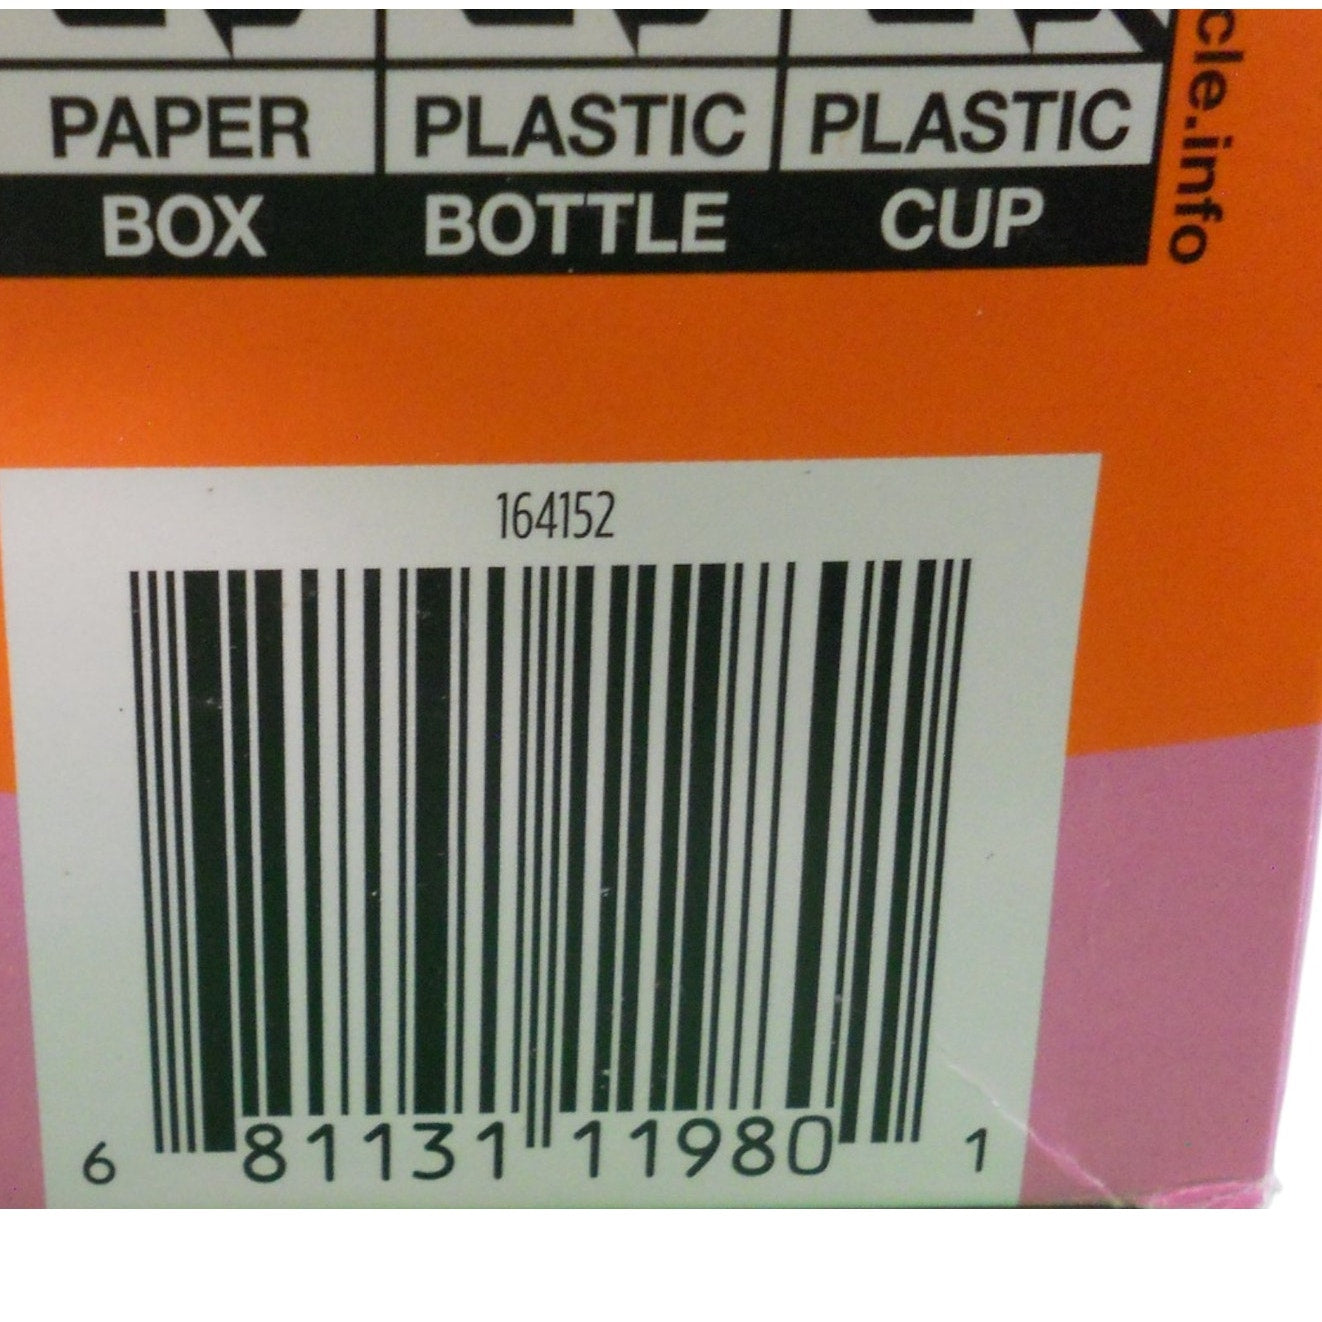 PAPER PLASTIC PLASTIC
BOX BOTTLE CUP
cle.info
164152
6 81131 11980 1